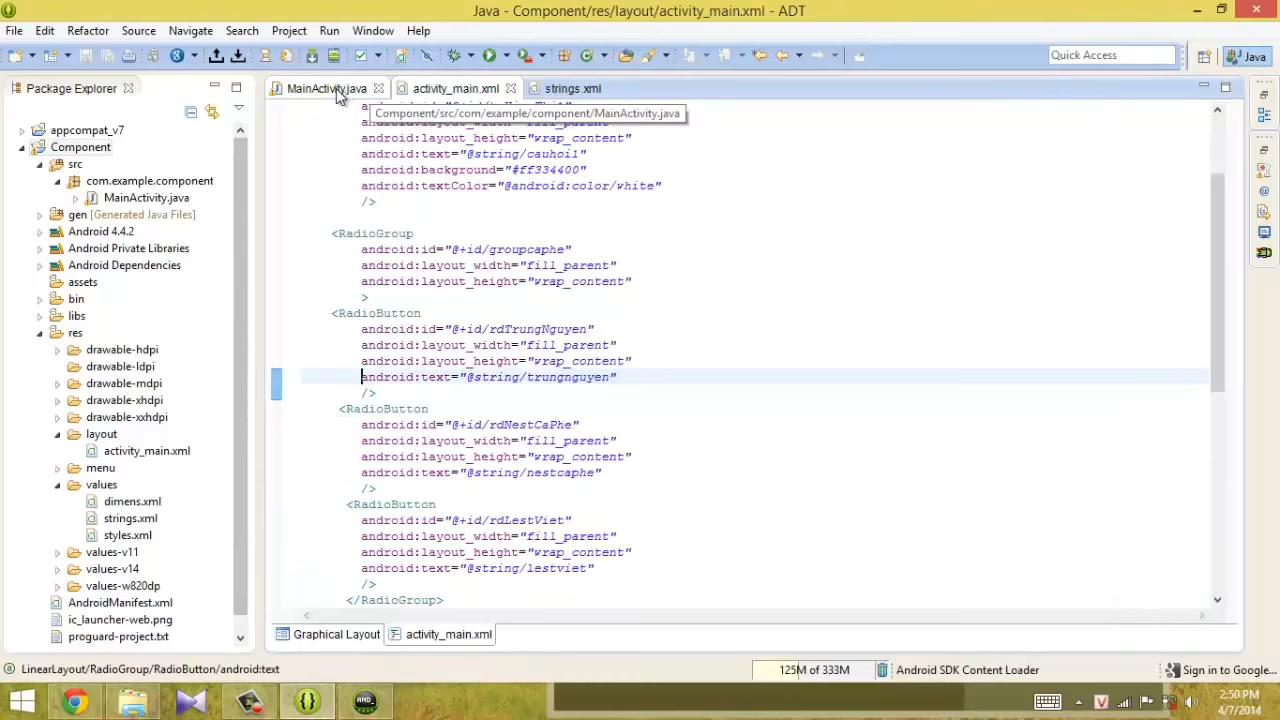 Java - Component/res/layout/activity_main.xml - ADT
File Edit Refactor Source Navigate Search Project Run Window Help
Quick Access
Java
Package Explorer
MainActivity.java
activity_main.xml
strings.xml
Component/src/com/example/component/MainActivity.java
appcompat_v7
Component
src
com.example.component
MainActivity.java
gen [Generated Java Files]
Android 4.4.2
Android Private Libraries
Android Dependencies
assets
bin
libs
res
drawable-hdpi
drawable-ldpi
drawable-mdpi
drawable-xhdpi
drawable-xxhdpi
layout
activity_main.xml
menu
values
dimens.xml
strings.xml
styles.xml
values-v11
values-v14
values-w820dp
AndroidManifest.xml
ic_launcher-web.png
proguard-project.txt
android:layout_height="wrap_content"
android:text="@string/cauhoi1"
android:background="#ff334400"
android:textColor="@android:color/white"
/>
<RadioGroup
android:id="@+id/groupcaphe"
android:layout_width="fill_parent"
android:layout_height="wrap_content"
>
<RadioButton
android:id="@+id/rdTrungNguyen"
android:layout_width="fill_parent"
android:layout_height="wrap_content"
android:text="@string/trungnguyen"
/>
<RadioButton
android:id="@+id/rdNestCaPhe"
android:layout_width="fill_parent"
android:layout_height="wrap_content"
android:text="@string/nestcaphe"
/>
<RadioButton
android:id="@+id/rdLestViet"
android:layout_width="fill_parent"
android:layout_height="wrap_content"
android:text="@string/lestviet"
/>
</RadioGroup>
Graphical Layout
activity_main.xml
LinearLayout/RadioGroup/RadioButton/android:text
125M of 333M
Android SDK Content Loader
Sign in to Google...
2:50 PM
4/7/2014